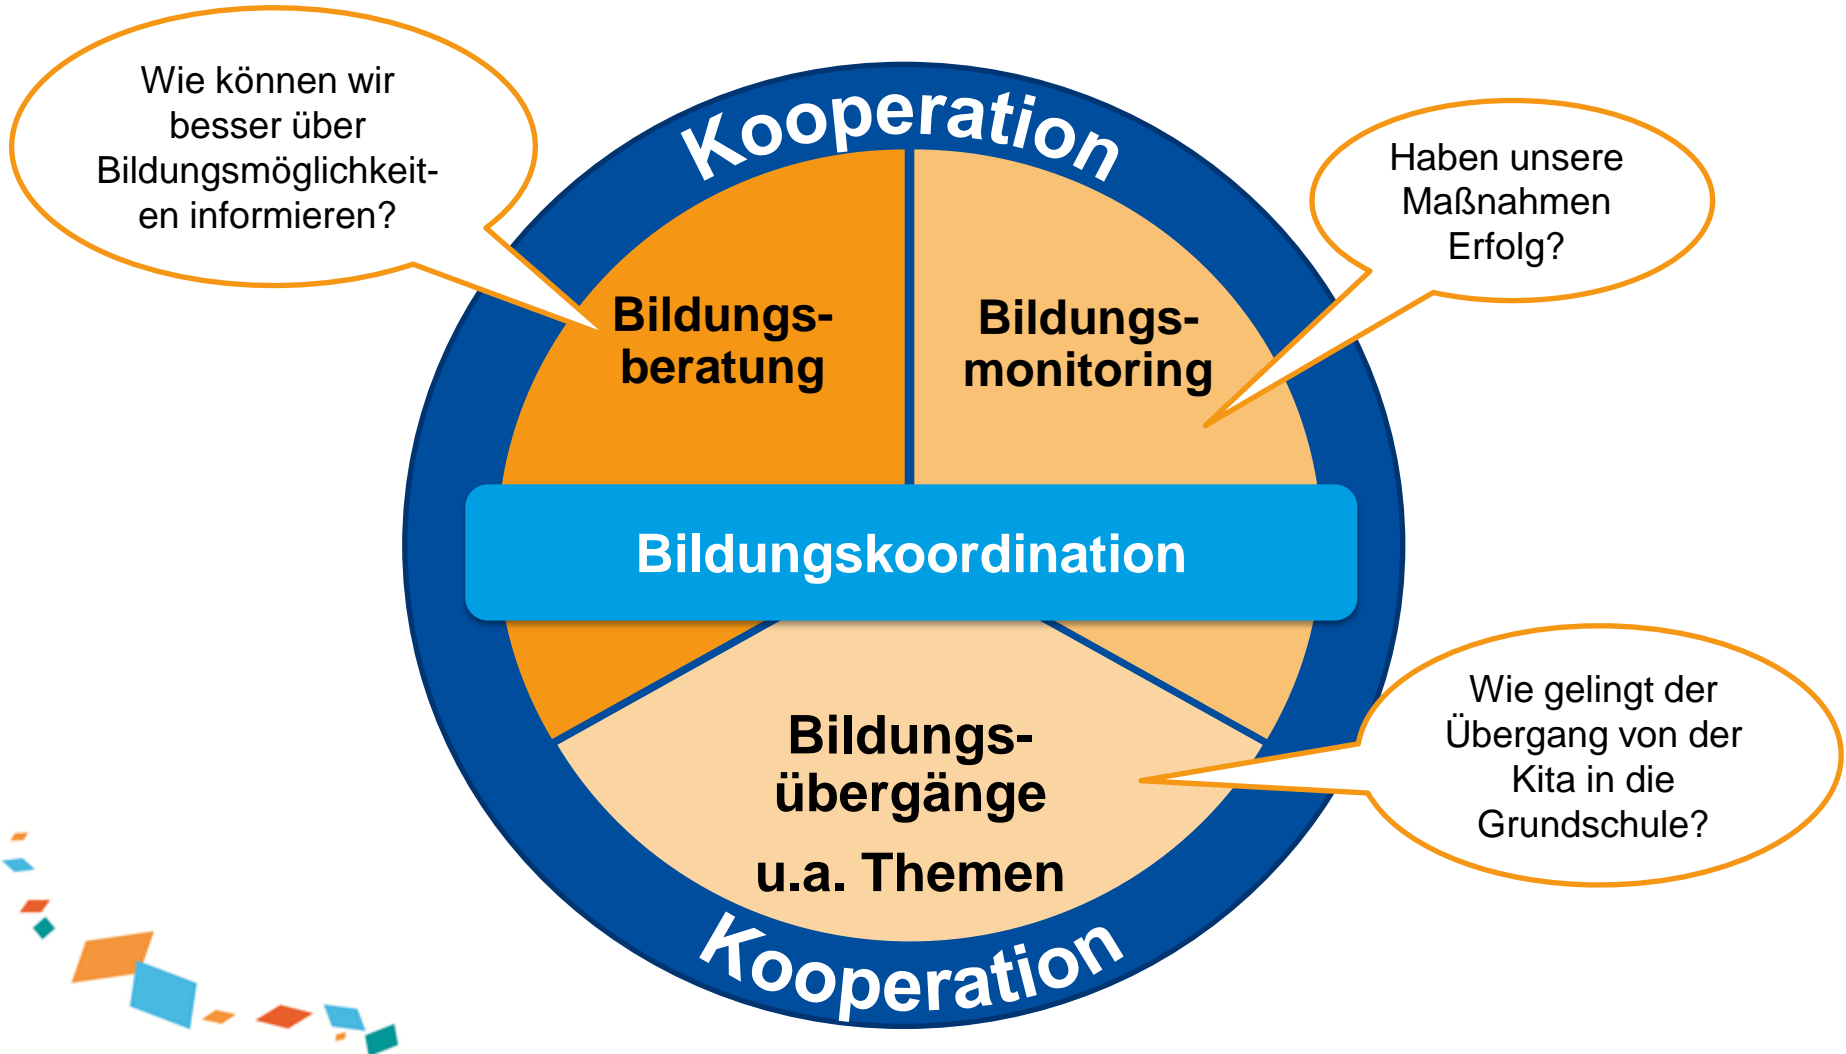 Wie können wir
besser über
Bildungsmöglichkeit-
en informieren?
Kooperation
Haben unsere
Maßnahmen
Erfolg?
Bildungs-
beratung
Bildungs-
monitoring
Bildungskoordination
Wie gelingt der
Übergang von der
Kita in die
Grundschule?
Bildungs-
übergänge
u.a. Themen
Kooperation